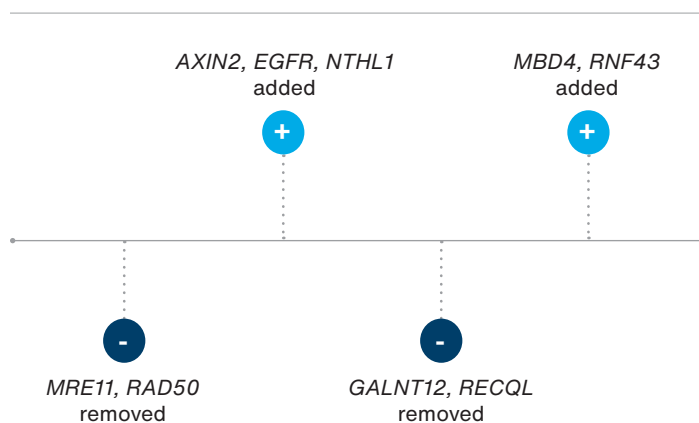 AXIN2, EGFR, NTHL1
added
+
MBD4, RNF43
added
+
-
MRE11, RAD50
removed
-
GALNT12, RECQL
removed